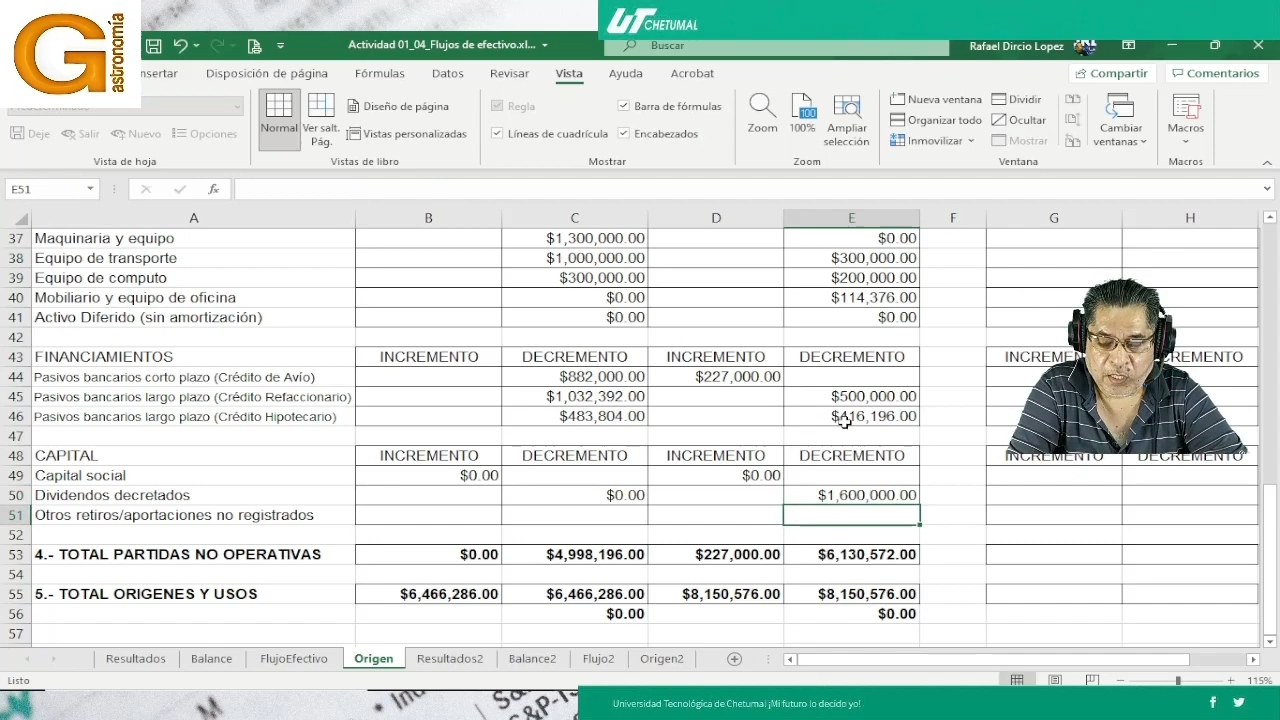 Gastronomía
UT CHETUMAL
Actividad 01_04_Flujos de efectivo.xl...
Buscar
Rafael Dircio Lopez
nsertar Disposición de página Fórmulas Datos Revisar Vista Ayuda Acrobat Compartir Comentarios
Deje Salir Nuevo Opciones
Vista de hoja
Normal
Ver salt. Pág.
Diseño de página
Vistas personalizadas
Vistas de libro
Regla Barra de fórmulas
Líneas de cuadrícula Encabezados
Mostrar
Zoom
100%
Ampliar selección
Zoom
Nueva ventana Dividir
Organizar todo Ocultar
Inmovilizar Mostrar
Cambiar ventanas
Ventana
Macros
Macros
E51 fx
A B C D E F G H
37 Maquinaria y equipo $1,300,000.00 $0.00
38 Equipo de transporte $1,000,000.00 $300,000.00
39 Equipo de computo $300,000.00 $200,000.00
40 Mobiliario y equipo de oficina $0.00 $114,376.00
41 Activo Diferido (sin amortización) $0.00 $0.00
42
43 FINANCIAMIENTOS INCREMENTO DECREMENTO INCREMENTO DECREMENTO INCREMENTO DECREMENTO
44 Pasivos bancarios corto plazo (Crédito de Avío) $882,000.00 $227,000.00
45 Pasivos bancarios largo plazo (Crédito Refaccionario) $1,032,392.00 $500,000.00
46 Pasivos bancarios largo plazo (Crédito Hipotecario) $483,804.00 $416,196.00
47
48 CAPITAL INCREMENTO DECREMENTO INCREMENTO DECREMENTO INCREMENTO DECREMENTO
49 Capital social $0.00 $0.00
50 Dividendos decretados $0.00 $1,600,000.00
51 Otros retiros/aportaciones no registrados
52
53 4.- TOTAL PARTIDAS NO OPERATIVAS $0.00 $4,998,196.00 $227,000.00 $6,130,572.00
54
55 5.- TOTAL ORIGENES Y USOS $6,466,286.00 $6,466,286.00 $8,150,576.00 $8,150,576.00
56 $0.00 $0.00
57
Resultados Balance FlujoEfectivo Origen Resultados2 Balance2 Flujo2 Origen2
Listo 115%
Universidad Tecnológica de Chetumal ¡Mi futuro lo decido yo!